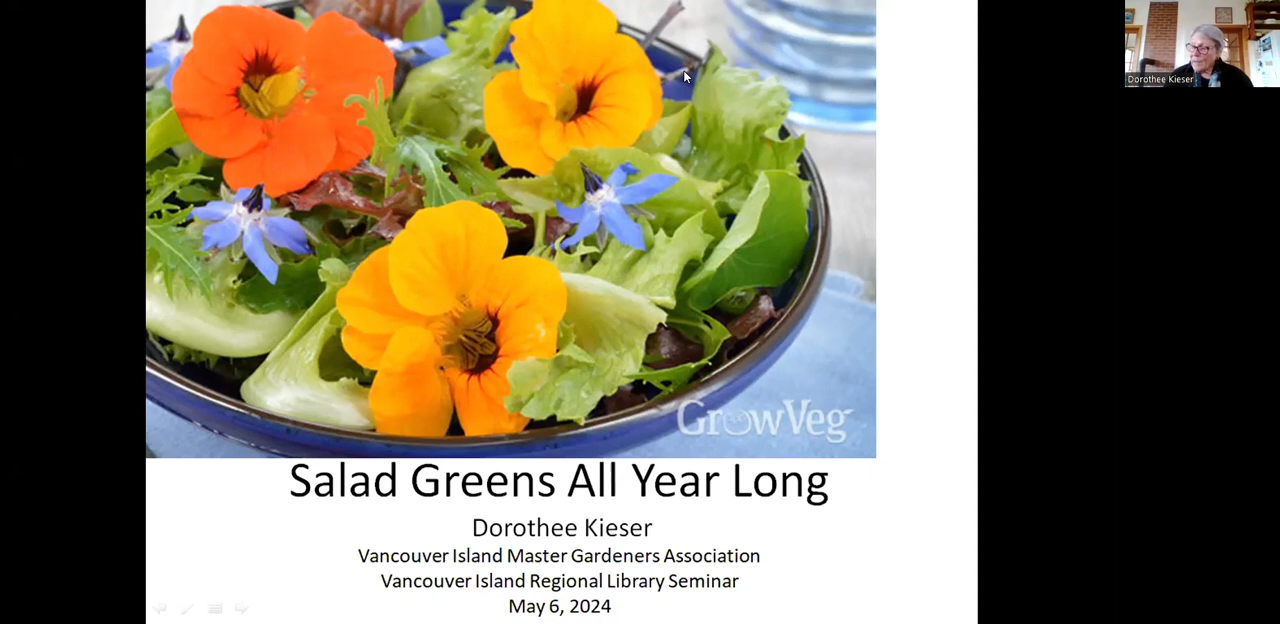 Dorothee Kieser
GrowVeg
Salad Greens All Year Long
Dorothee Kieser
Vancouver Island Master Gardeners Association
Vancouver Island Regional Library Seminar
May 6, 2024